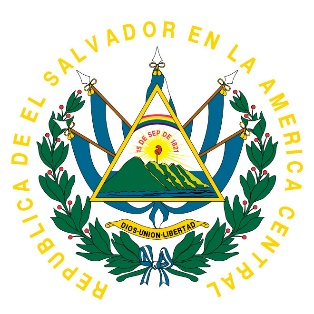 REPUBLICA DE EL SALVADOR EN LA AMERICA CENTRAL
15 DE SEP DE 1821
DIOS·UNION·LIBERTAD